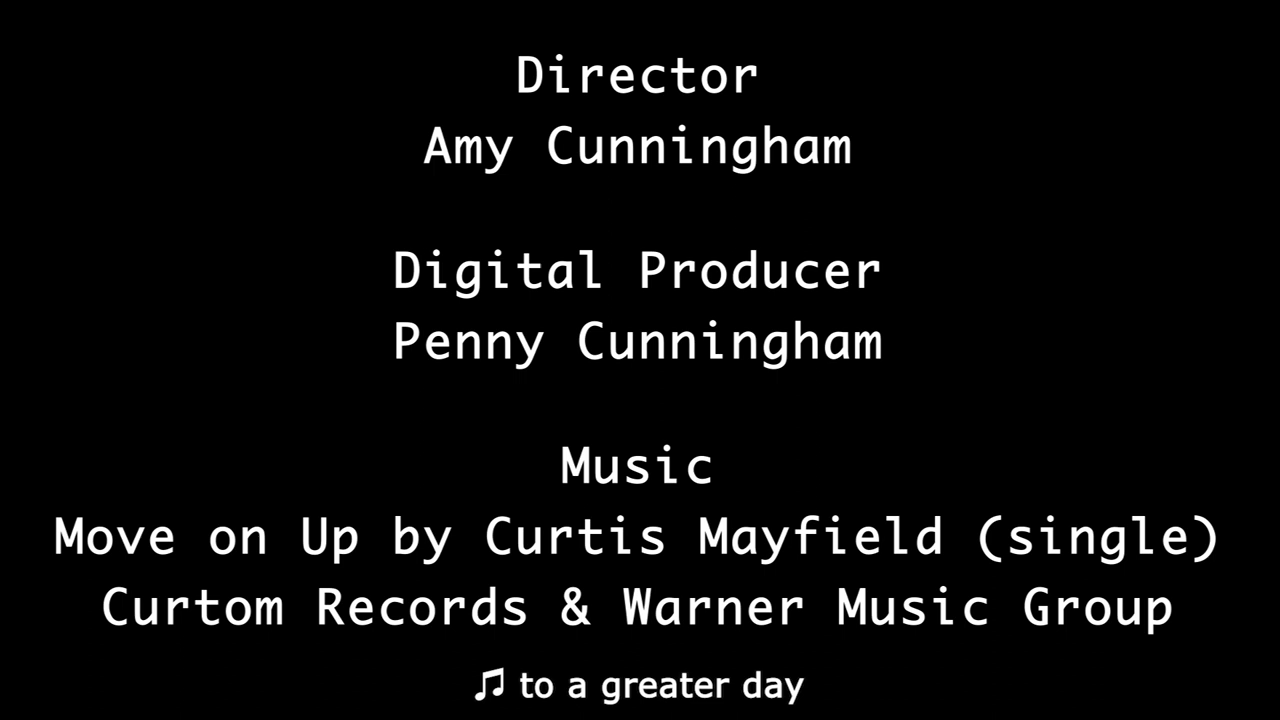 Director
Amy Cunningham
Digital Producer
Penny Cunningham
Music
Move on Up by Curtis Mayfield (single)
Curtom Records & Warner Music Group
♫ to a greater day